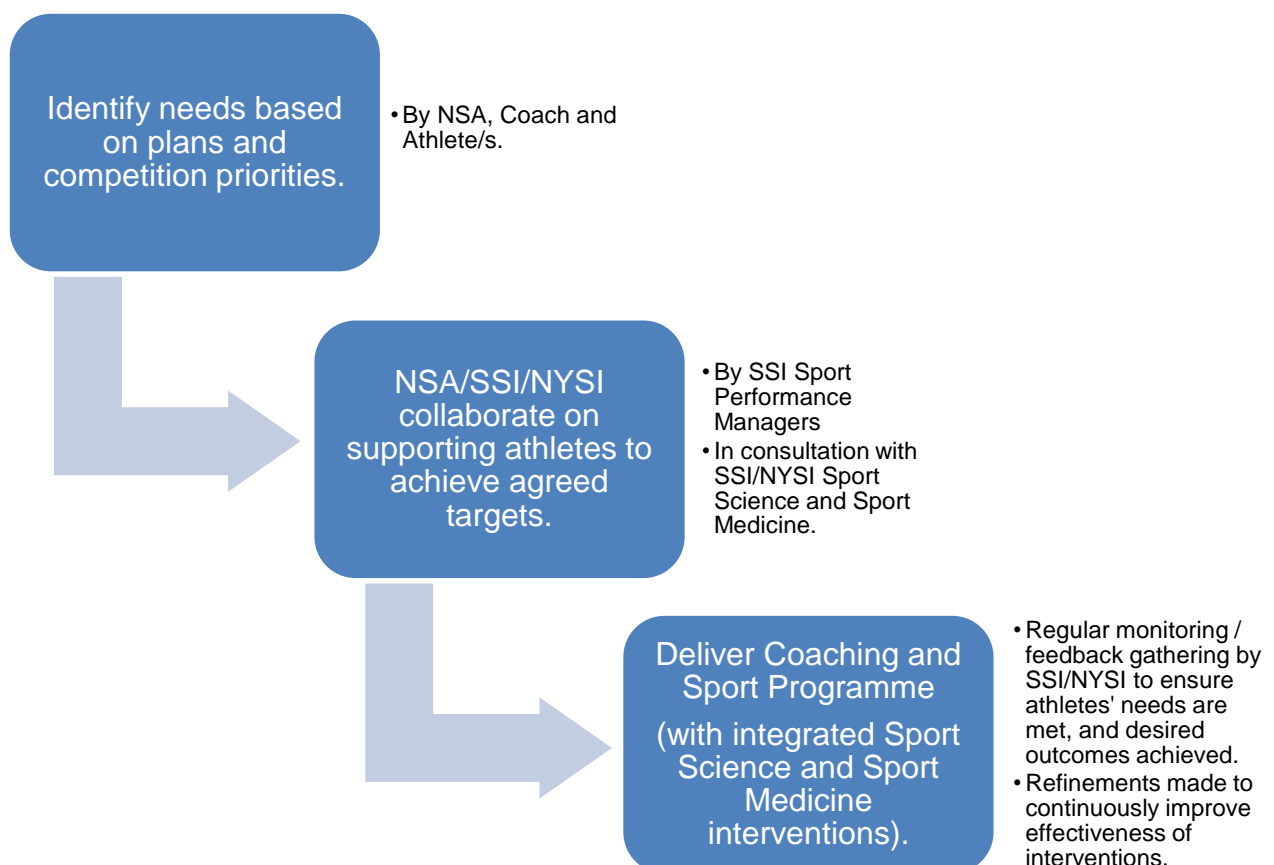 Identify needs based
on plans and
competition priorities.
•By NSA, Coach and
Athlete/s.
NSA/SSI/NYSI
collaborate on
supporting athletes to
achieve agreed
targets.
•By SSI Sport
Performance
Managers
•In consultation with
SSI/NYSI Sport
Science and Sport
Medicine.
Deliver Coaching and
Sport Programme
(with integrated Sport
Science and Sport
Medicine
interventions).
•Regular monitoring /
feedback gathering by
SSI/NYSI to ensure
athletes' needs are
met, and desired
outcomes achieved.
•Refinements made to
continuously improve
effectiveness of
interventions.